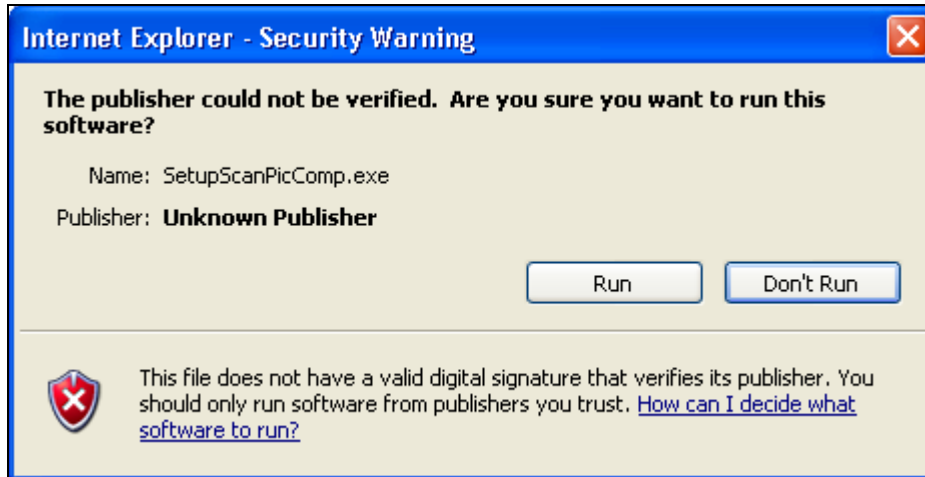 Internet Explorer - Security Warning
The publisher could not be verified.  Are you sure you want to run this
software?
Name: SetupScanPicComp.exe
Publisher: Unknown Publisher
Run
Don't Run
This file does not have a valid digital signature that verifies its publisher. You
should only run software from publishers you trust. How can I decide what
software to run?